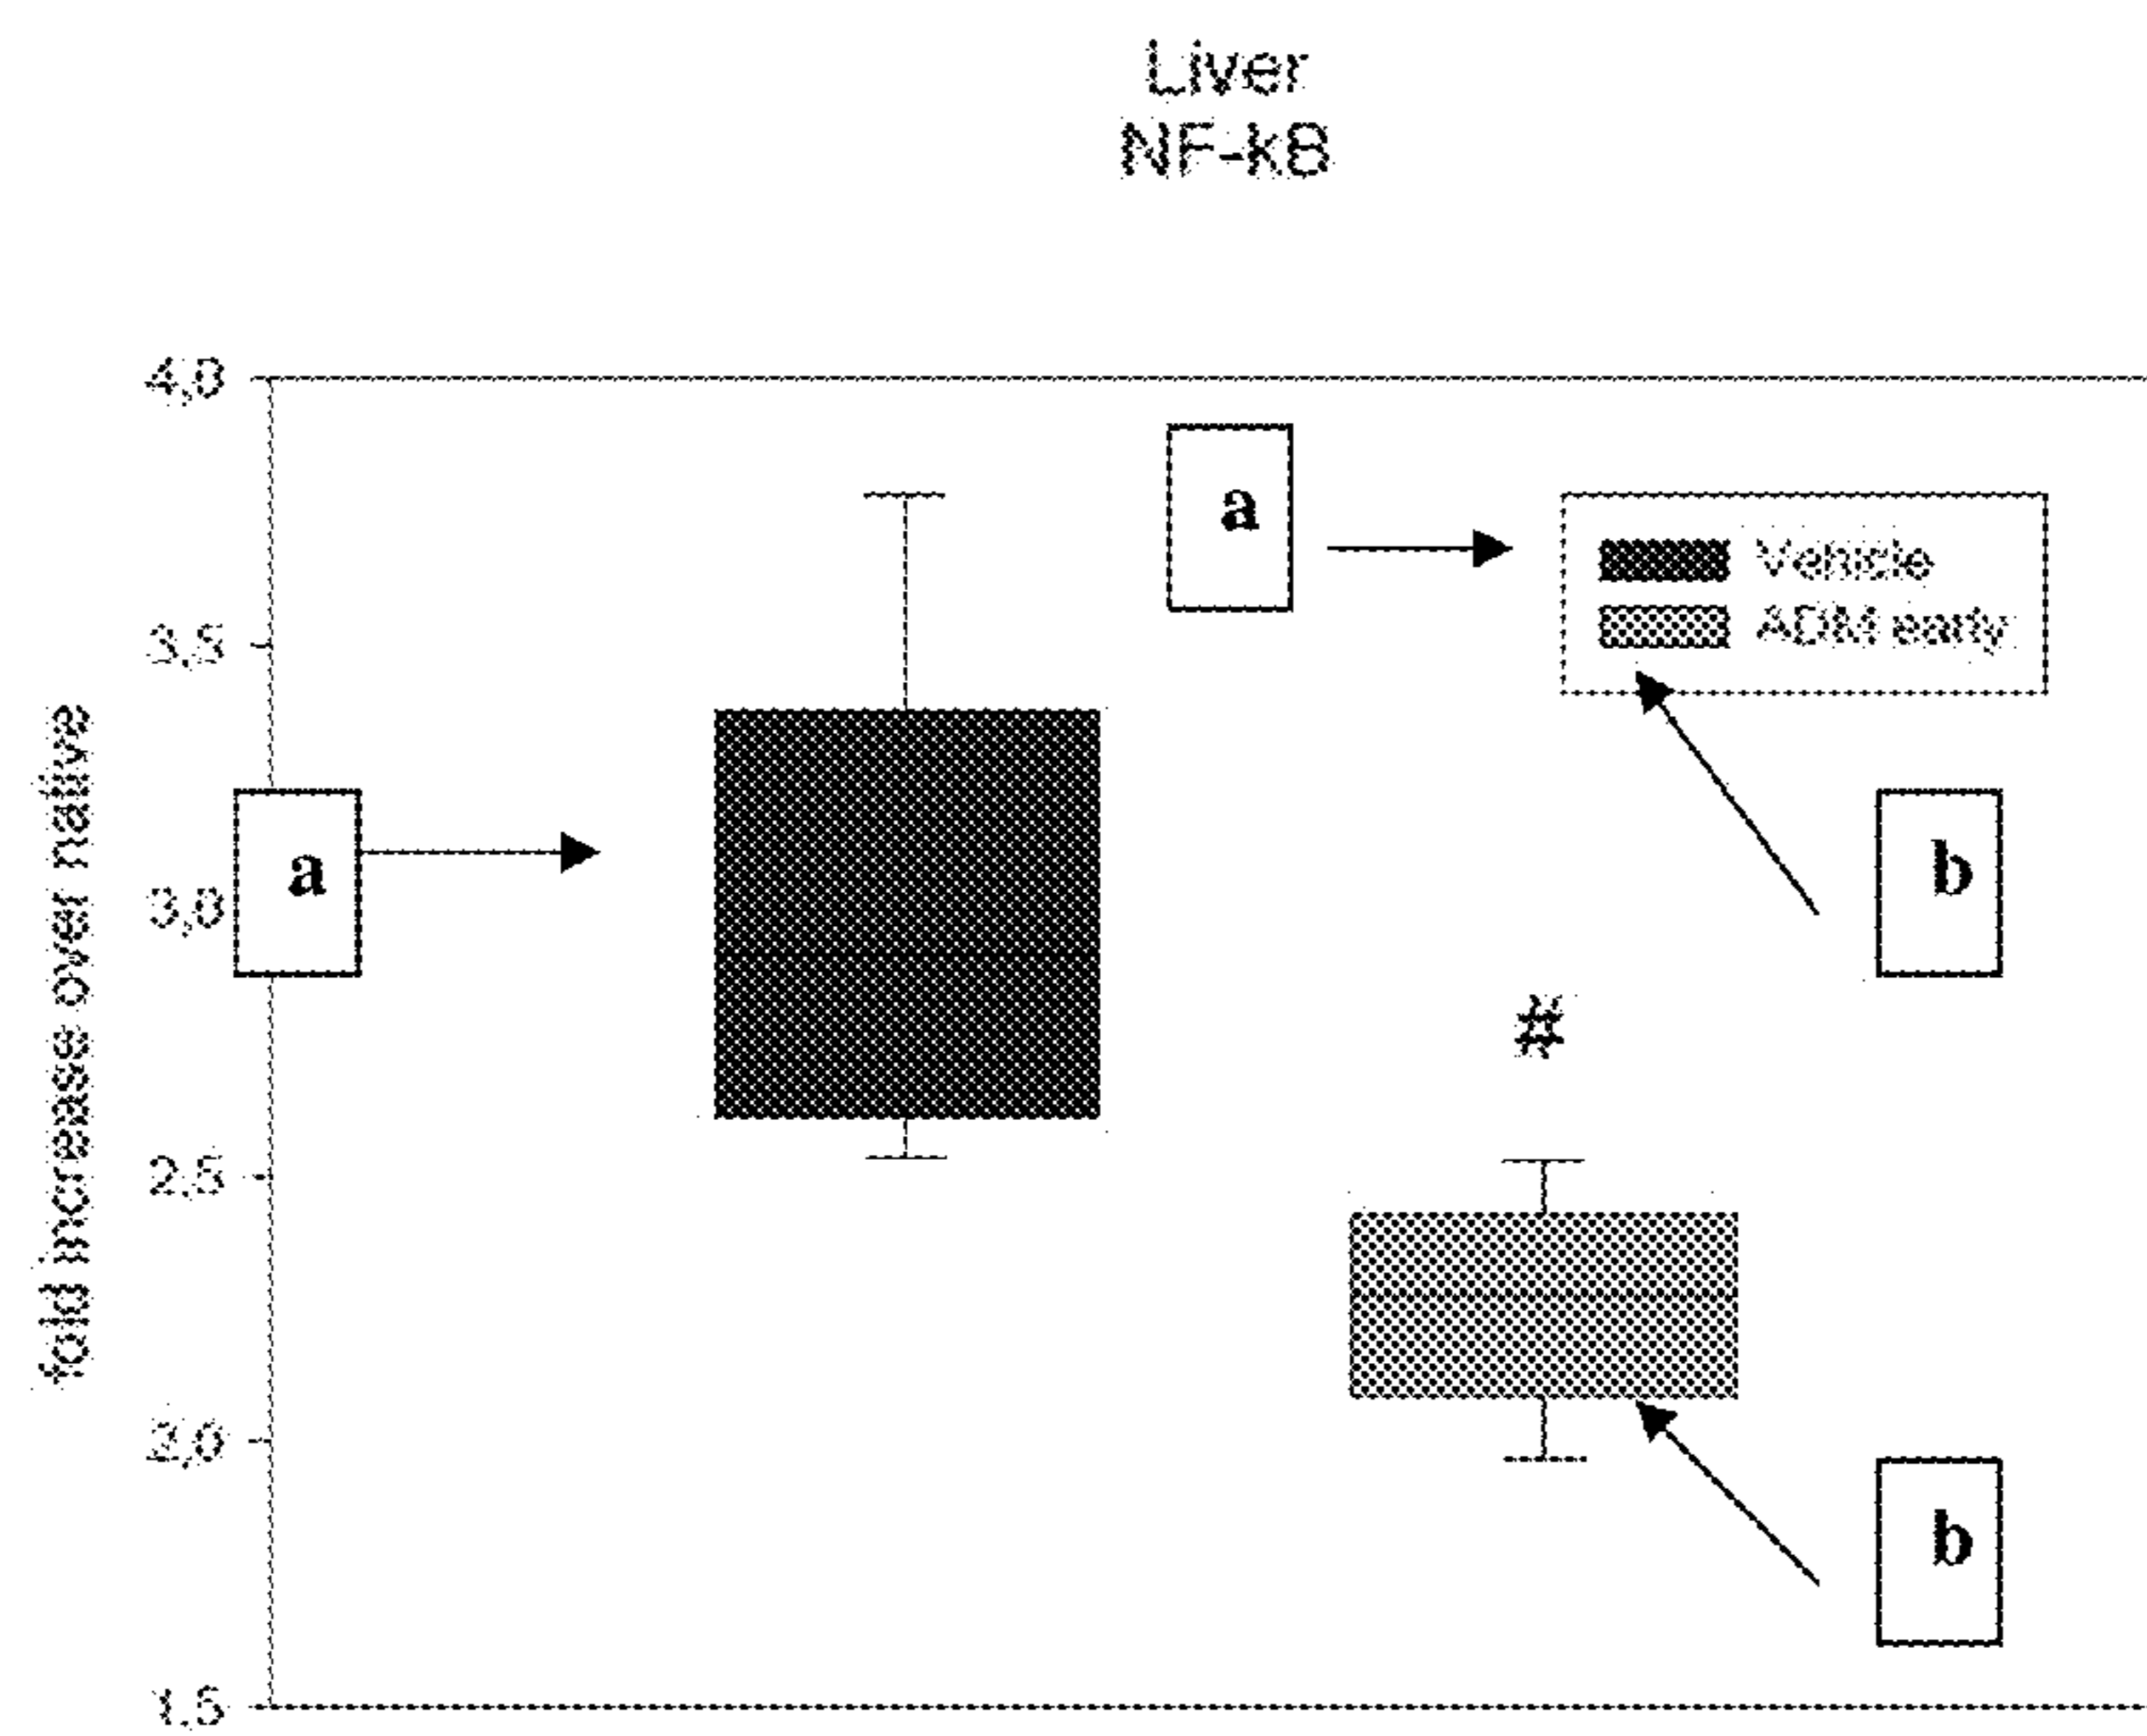 Liver
NF-kB
4,0
a
Vehicle
ADM early
3,5
fold increase over native
a
3,0
b
#
2,5
2,0
b
1,5